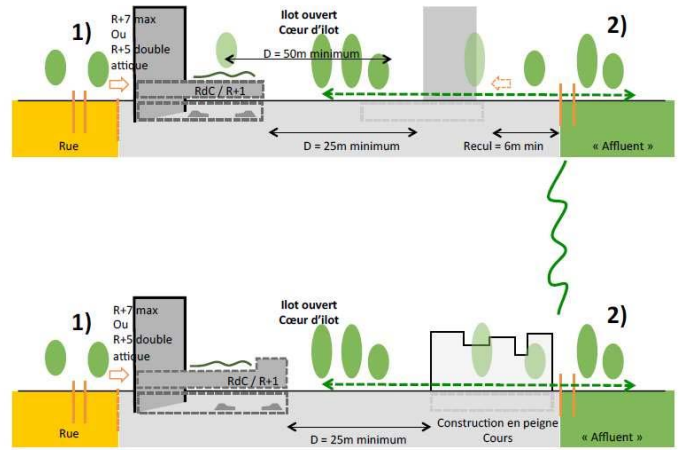 1)
R+7 max
Ou
R+5 double
attique
Ilot ouvert
Cœur d'ilot
D = 50m minimum
2)
RdC / R+1
D = 25m minimum
Recul = 6m min
Rue
« Affluent »
1)
R+7 max
Ou
R+5 double
attique
Ilot ouvert
Cœur d'ilot
2)
RdC / R+1
D = 25m minimum
Construction en peigne
Cours
Rue
« Affluent »